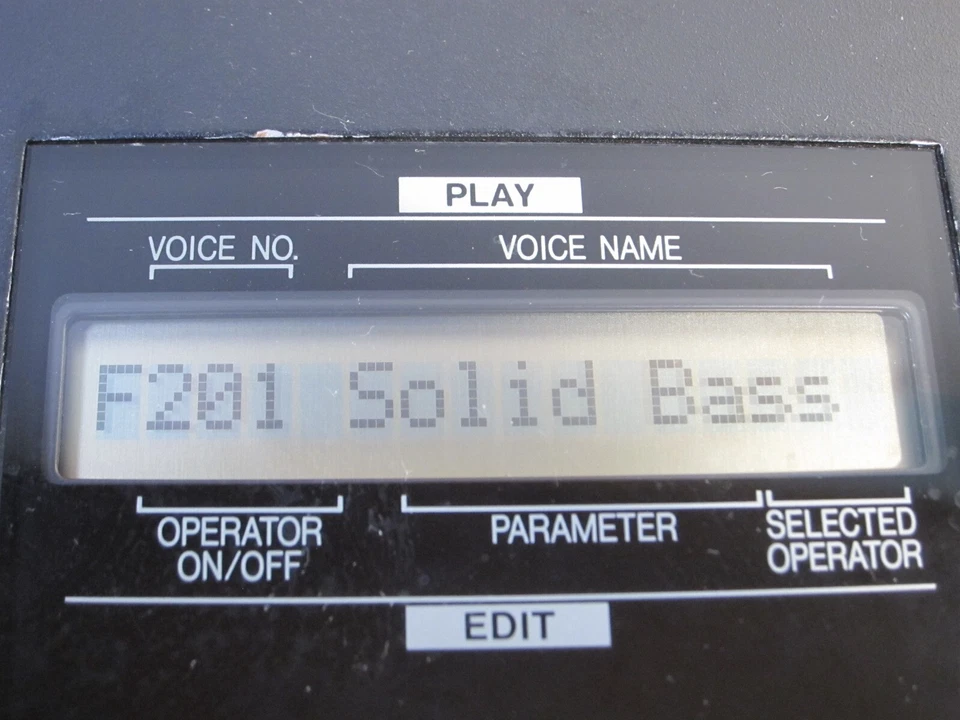 PLAY
VOICE NO. VOICE NAME
F201 Solid Bass
OPERATOR ON/OFF PARAMETER SELECTED OPERATOR
EDIT